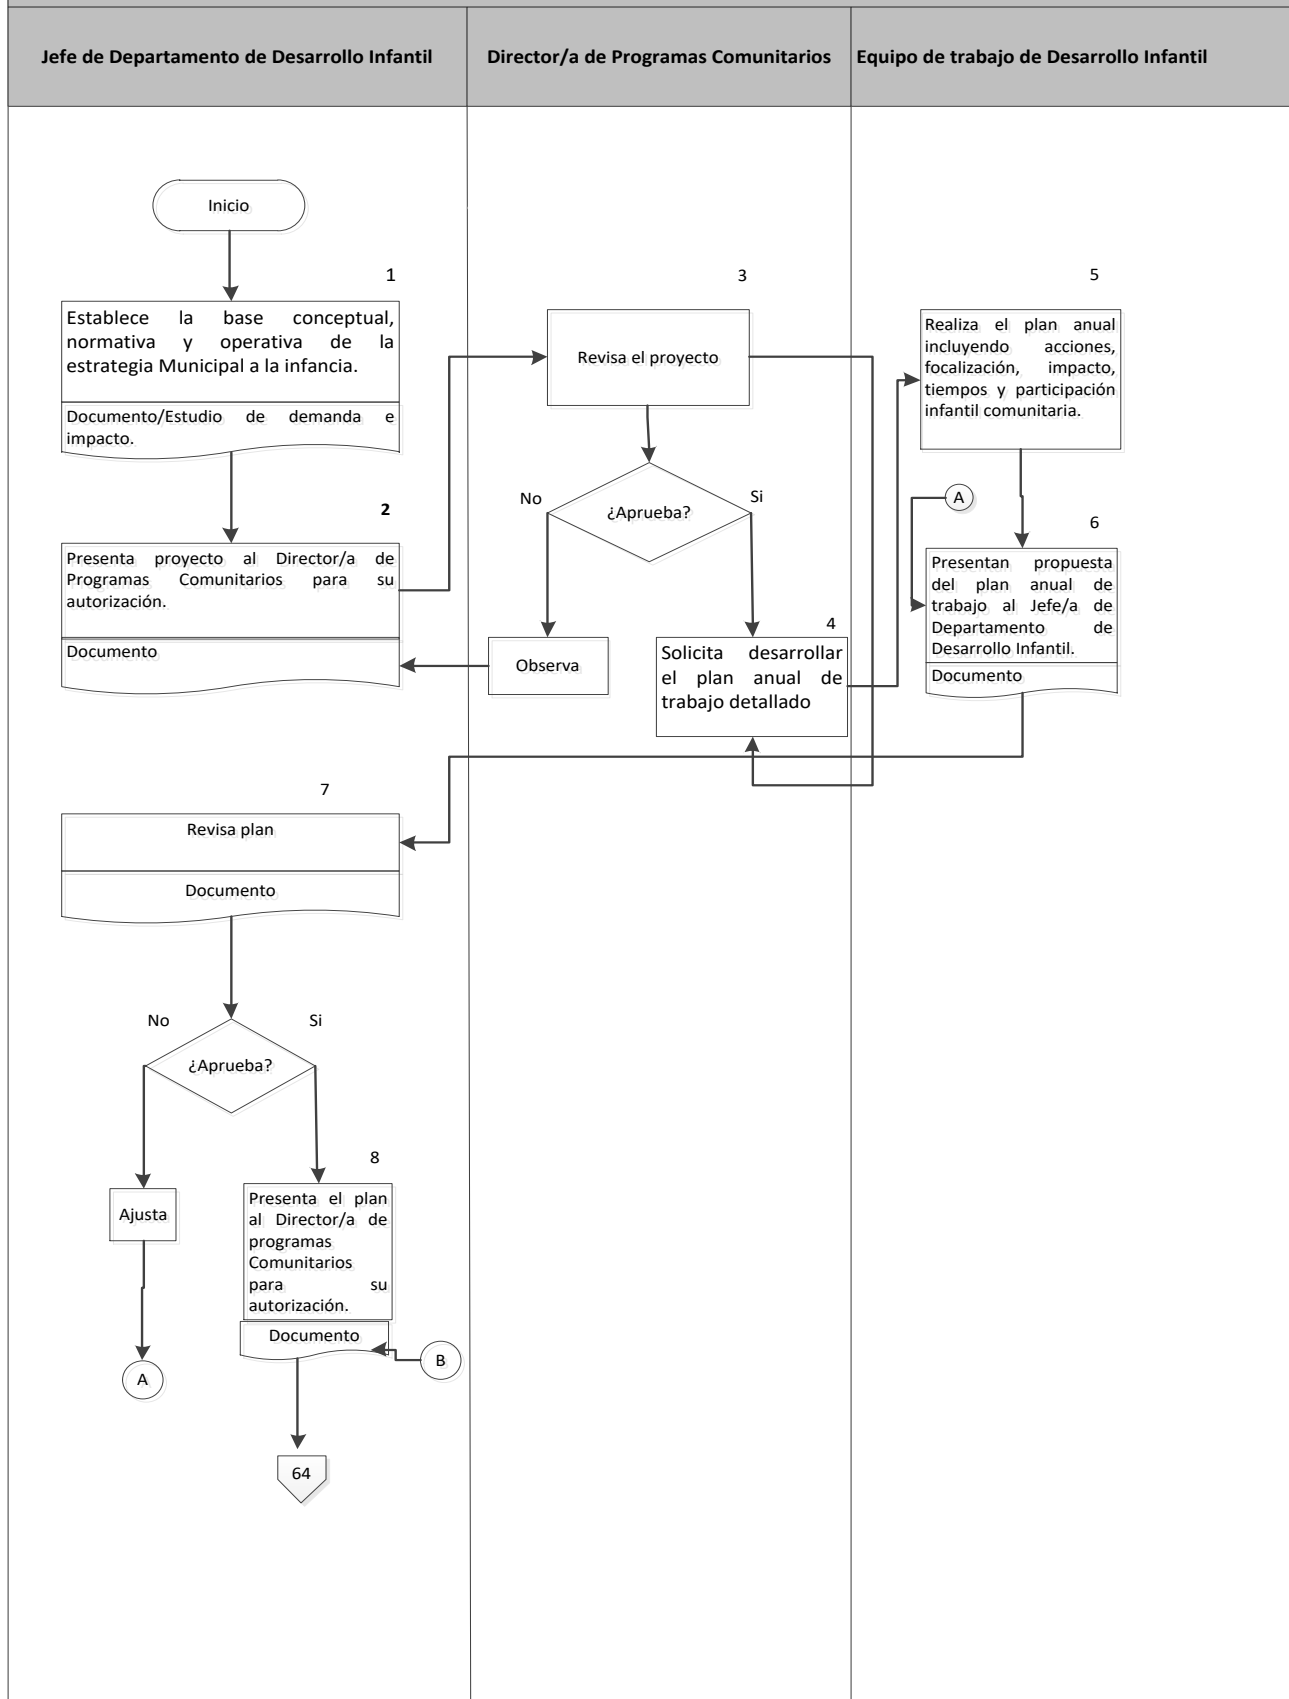 Jefe de Departamento de Desarrollo Infantil
Director/a de Programas Comunitarios
Equipo de trabajo de Desarrollo Infantil
Inicio
1
Establece la base conceptual,
normativa y operativa de la
estrategia Municipal a la infancia.
Documento/Estudio de demanda e
impacto.
2
Presenta proyecto al Director/a de
Programas Comunitarios para su
autorización.
Documento
3
Revisa el proyecto
¿Aprueba?
No
Si
Observa
4
Solicita desarrollar
el plan anual de
trabajo detallado
5
Realiza el plan anual
incluyendo acciones,
focalización, impacto,
tiempos y participación
infantil comunitaria.
A
6
Presentan propuesta
del plan anual de
trabajo al Jefe/a de
Departamento de
Desarrollo Infantil.
Documento
7
Revisa plan
Documento
No
Si
¿Aprueba?
Ajusta
A
8
Presenta el plan
al Director/a de
programas
Comunitarios
para su
autorización.
Documento
B
64